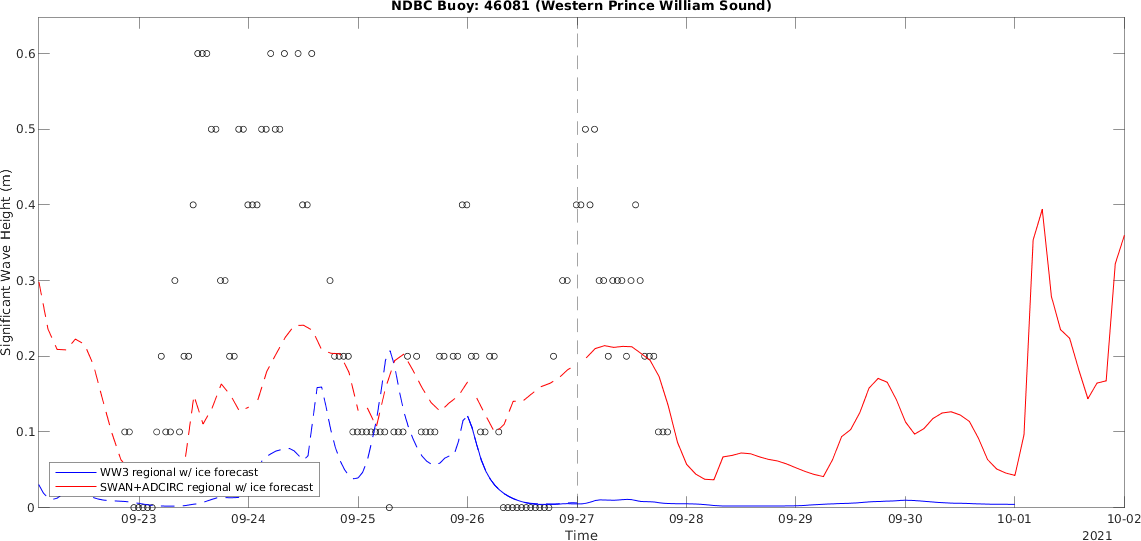 NDBC Buoy: 46081 (Western Prince William Sound)
Significant Wave Height (m)
0.6
0.5
0.4
0.3
0.2
0.1
0
WW3 regional w/ ice forecast
SWAN+ADCIRC regional w/ ice forecast
09-23 09-24 09-25 09-26 09-27 09-28 09-29 09-30 10-01 10-02
Time
2021